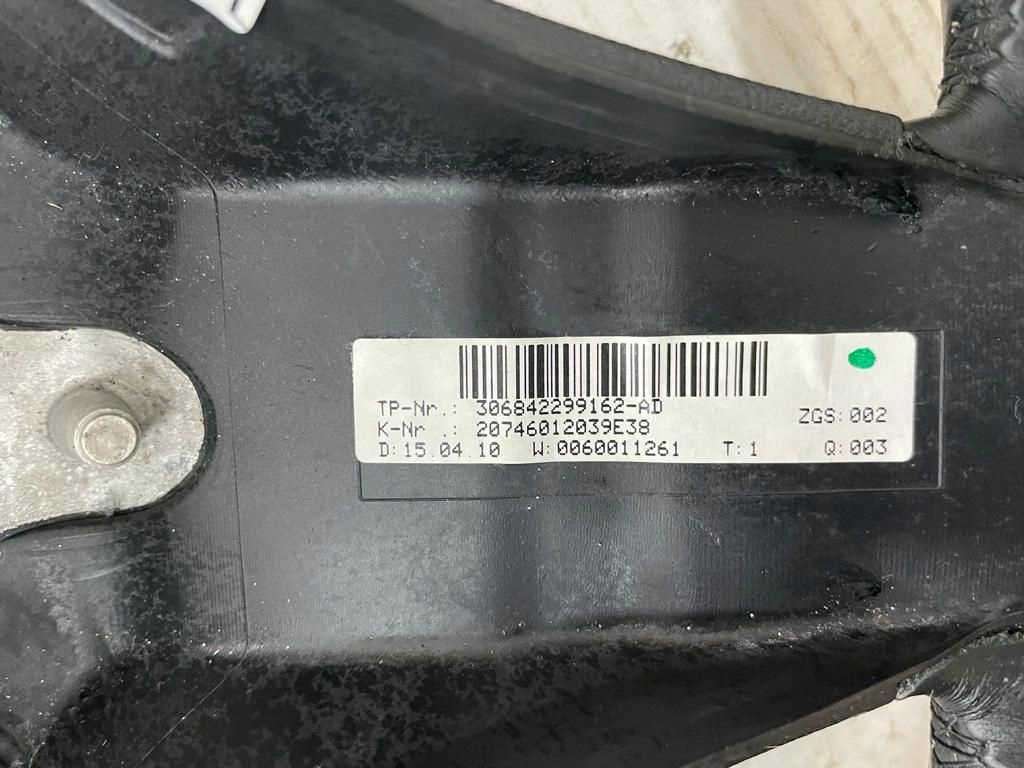 TP-Nr.: 306842299162-AD
K-Nr .: 20746012039E38 ZGS:002
D:15.04.10 W:0060011261 T:1 Q:003